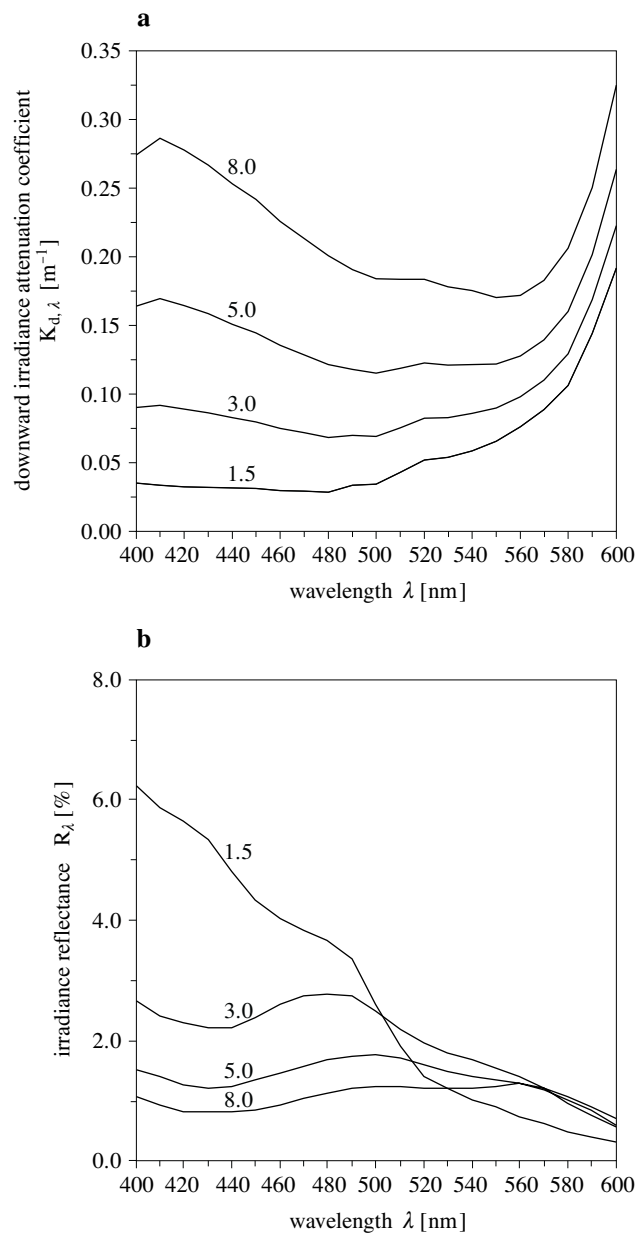 a
downward irradiance attenuation coefficient
K_{d, λ} [m^{-1}]
0.35
0.30
0.25
0.20
0.15
0.10
0.05
0.00
8.0
5.0
3.0
1.5
400 420 440 460 480 500 520 540 560 580 600
wavelength λ [nm]
b
irradiance reflectance R_λ [%]
8.0
6.0
4.0
2.0
0.0
1.5
3.0
5.0
8.0
400 420 440 460 480 500 520 540 560 580 600
wavelength λ [nm]